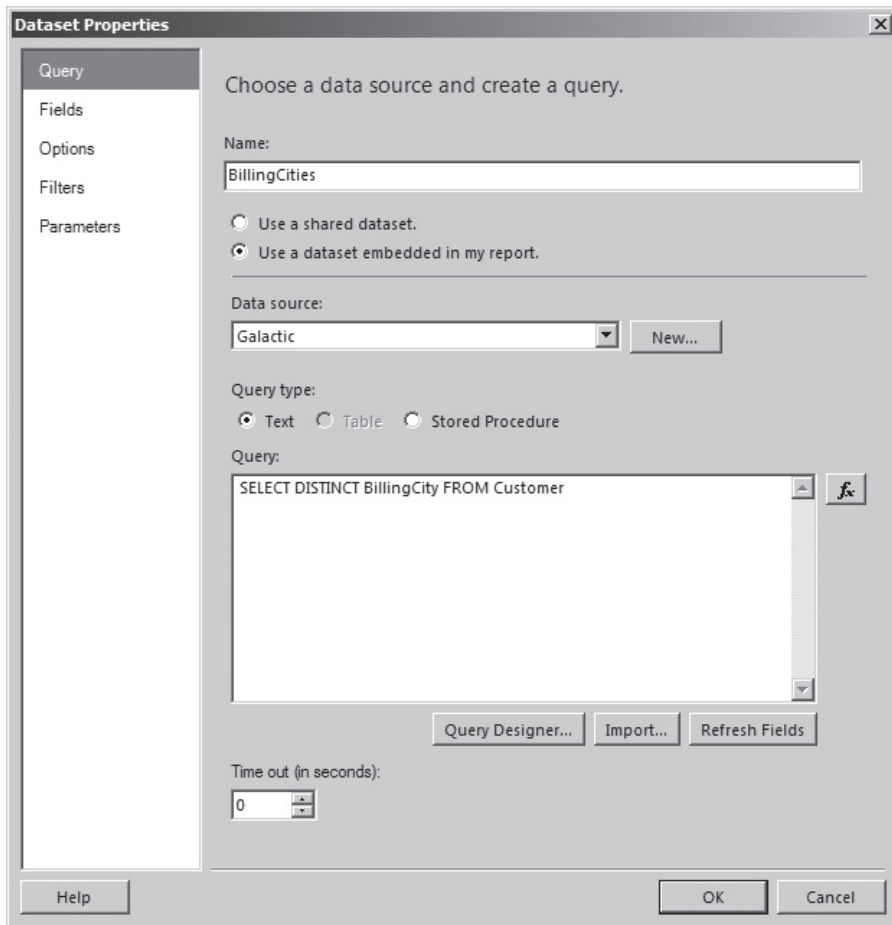 Dataset Properties
Query
Fields
Options
Filters
Parameters
Choose a data source and create a query.
Name:
BillingCities
Use a shared dataset.
Use a dataset embedded in my report.
Data source:
Galactic
New...
Query type:
Text Table Stored Procedure
Query:
SELECT DISTINCT BillingCity FROM Customer
fx
Query Designer... Import... Refresh Fields
Time out (in seconds):
0
Help OK Cancel